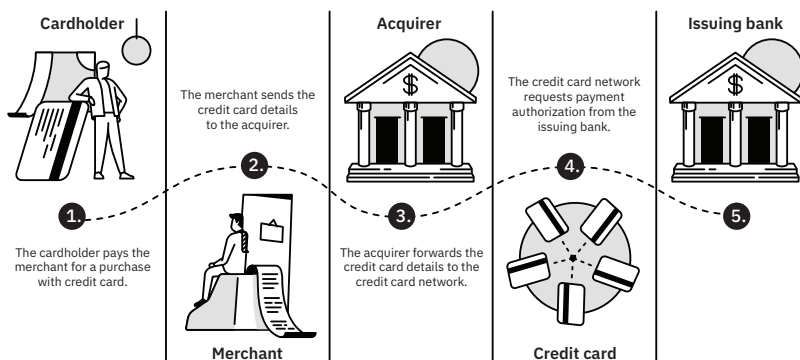 Cardholder
1.
The cardholder pays the
merchant for a purchase
with credit card.
The merchant sends the
credit card details
to the acquirer.
2.
Merchant
Acquirer
$
3.
The acquirer forwards the
credit card details to the
credit card network.
The credit card network
requests payment
authorization from the
issuing bank.
4.
Credit card
Issuing bank
$
5.